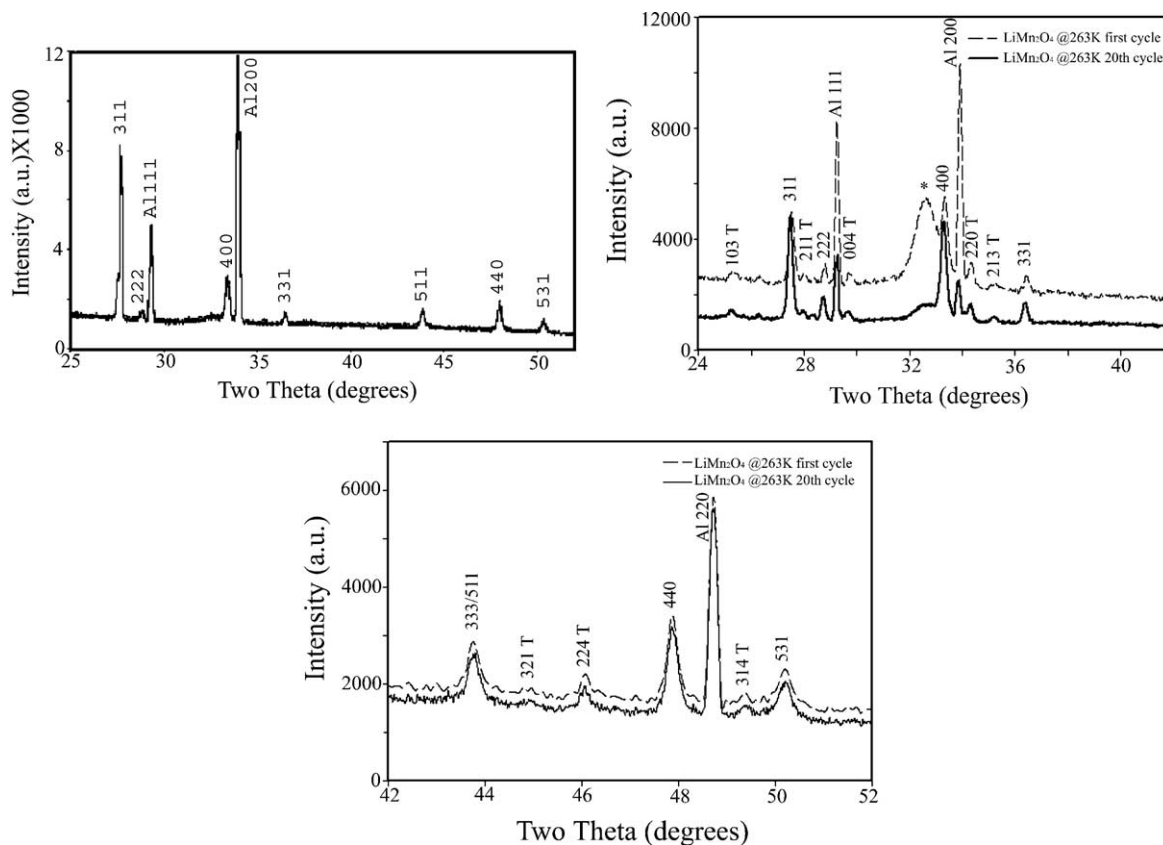 12
8
4
0
Intensity (a.u.)X1000
311
222
Al111
400
Al200
331
511
440
531
25
30
35
40
45
50
Two Theta (degrees)
12000
8000
4000
0
Intensity (a.u.)
LiMn₂O₄ @263K first cycle
LiMn₂O₄ @263K 20th cycle
103 T
311
211 T
222
Al 111
004 T
*
400
Al 200
220 T
213 T
331
24
28
32
36
40
Two Theta (degrees)
6000
4000
2000
0
Intensity (a.u.)
LiMn₂O₄ @263K first cycle
LiMn₂O₄ @263K 20th cycle
333/511
321 T
224 T
440
Al 220
314 T
531
42
44
46
48
50
52
Two Theta (degrees)